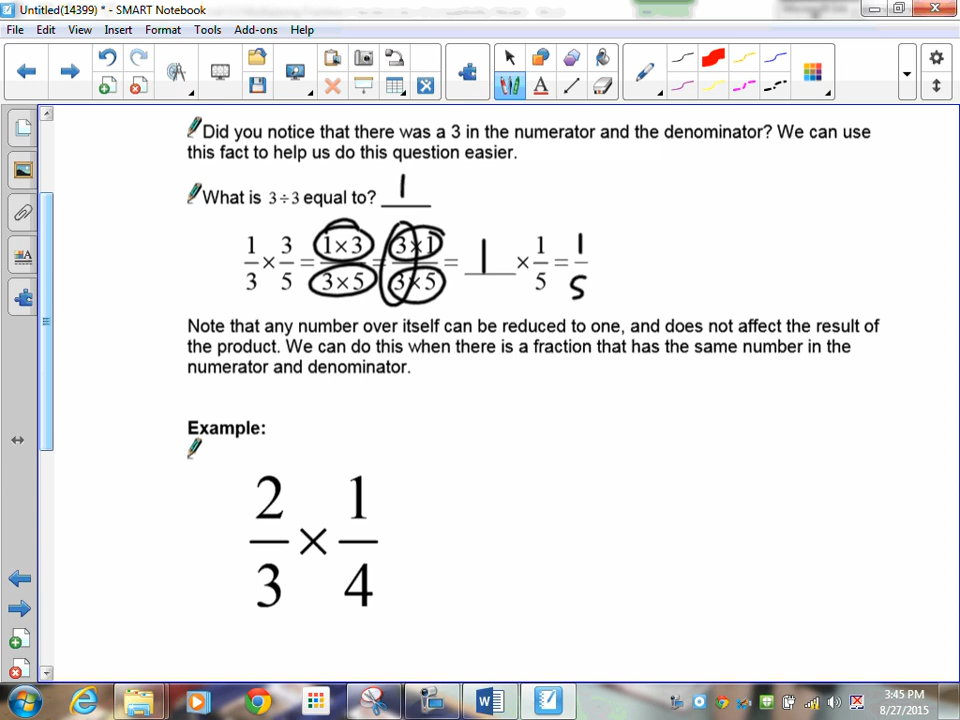 Untitled(14399) * - SMART Notebook
File Edit View Insert Format Tools Add-ons Help
Did you notice that there was a 3 in the numerator and the denominator? We can use
this fact to help us do this question easier.
What is 3÷3 equal to? 1
1/3 × 3/5 = (1×3)/(3×5) = (3×1)/(3×5) = 1 × 1/5 = 1/5
Note that any number over itself can be reduced to one, and does not affect the result of
the product. We can do this when there is a fraction that has the same number in the
numerator and denominator.
Example:
2/3 × 1/4
3:45 PM
8/27/2015